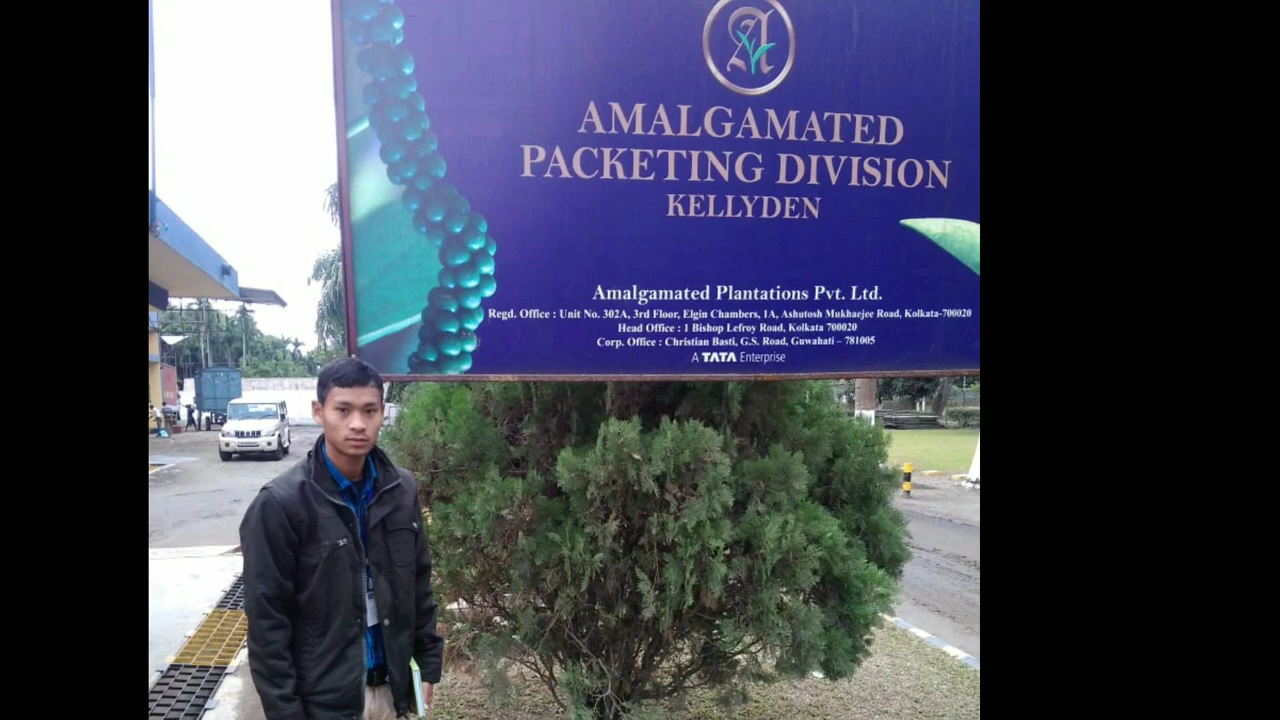 A
AMALGAMATED
PACKETING DIVISION
KELLYDEN
Amalgamated Plantations Pvt. Ltd.
Regd. Office : Unit No. 302A, 3rd Floor, Elgin Chambers, 1A, Ashutosh Mukhaejee Road, Kolkata-700020
Head Office : 1 Bishop Lefroy Road, Kolkata 700020
Corp. Office : Christian Basti, G.S. Road, Guwahati – 781005
A TATA Enterprise